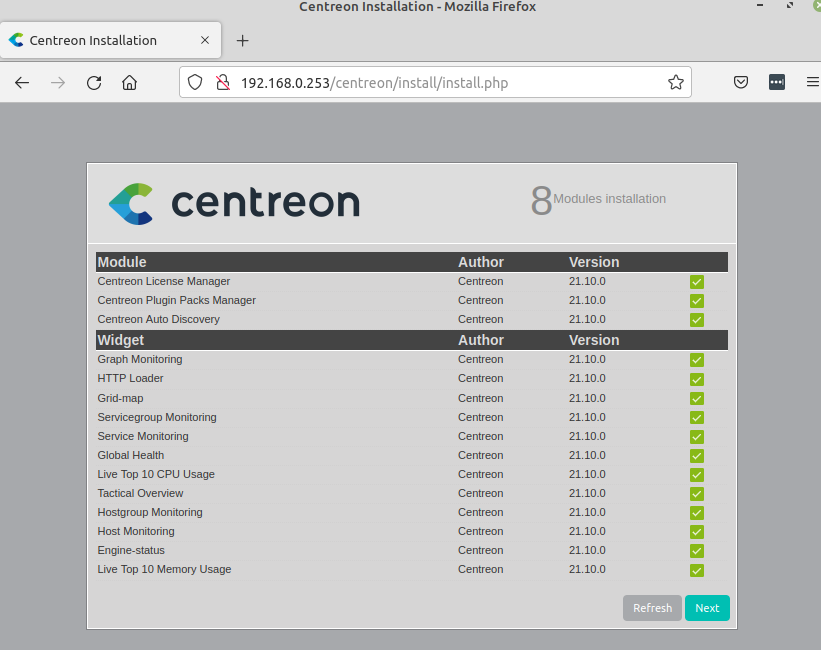 Centreon Installation - Mozilla Firefox
Centreon Installation
192.168.0.253/centreon/install/install.php
centreon
8 Modules installation
Module Author Version
Centreon License Manager Centreon 21.10.0
Centreon Plugin Packs Manager Centreon 21.10.0
Centreon Auto Discovery Centreon 21.10.0
Widget Author Version
Graph Monitoring Centreon 21.10.0
HTTP Loader Centreon 21.10.0
Grid-map Centreon 21.10.0
Servicegroup Monitoring Centreon 21.10.0
Service Monitoring Centreon 21.10.0
Global Health Centreon 21.10.0
Live Top 10 CPU Usage Centreon 21.10.0
Tactical Overview Centreon 21.10.0
Hostgroup Monitoring Centreon 21.10.0
Host Monitoring Centreon 21.10.0
Engine-status Centreon 21.10.0
Live Top 10 Memory Usage Centreon 21.10.0
Refresh Next